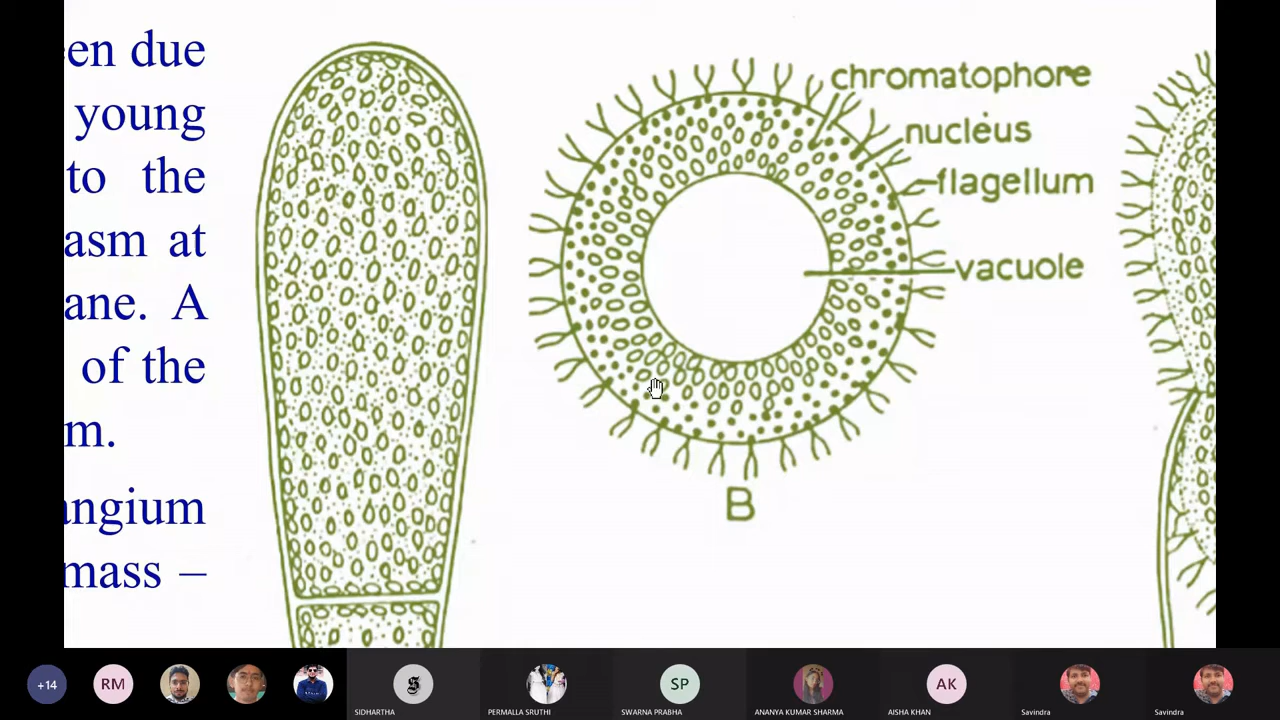 een due
young
to the
asm at
ane. A
of the
m.
angium
mass –
chromatophore
nucleus
flagellum
vacuole
B
+14
RM
SIDHARTHA
PERMALLA SRUTHI
SP
SWARNA PRABHA
ANANYA KUMAR SHARMA
AK
AISHA KHAN
Savindra
Savindra